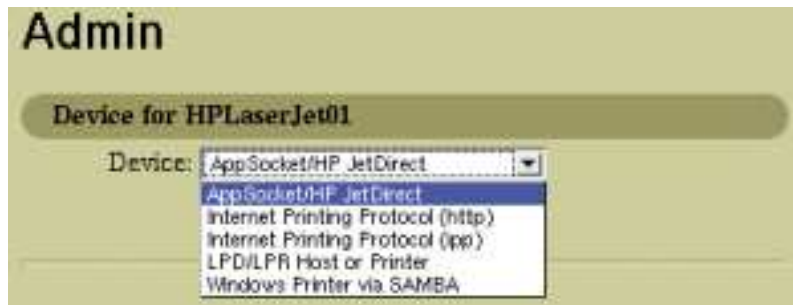 Admin
Device for HPLaserJet01
Device: AppSocket/HP JetDirect
AppSocket/HP JetDirect
Internet Printing Protocol (http)
Internet Printing Protocol (ipp)
LPD/LPR Host or Printer
Windows Printer via SAMBA